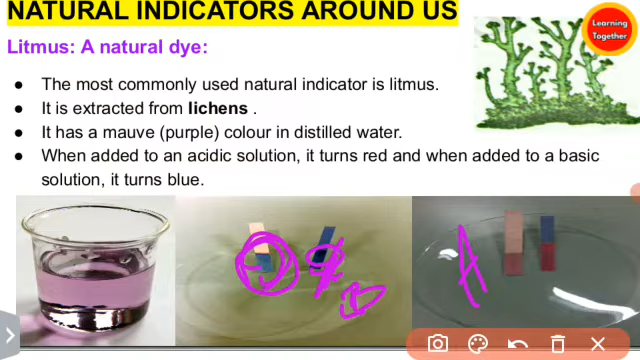 NATURAL INDICATORS AROUND US
Learning
Together
Litmus: A natural dye:
● The most commonly used natural indicator is litmus.
● It is extracted from lichens .
● It has a mauve (purple) colour in distilled water.
● When added to an acidic solution, it turns red and when added to a basic
solution, it turns blue.
A
B